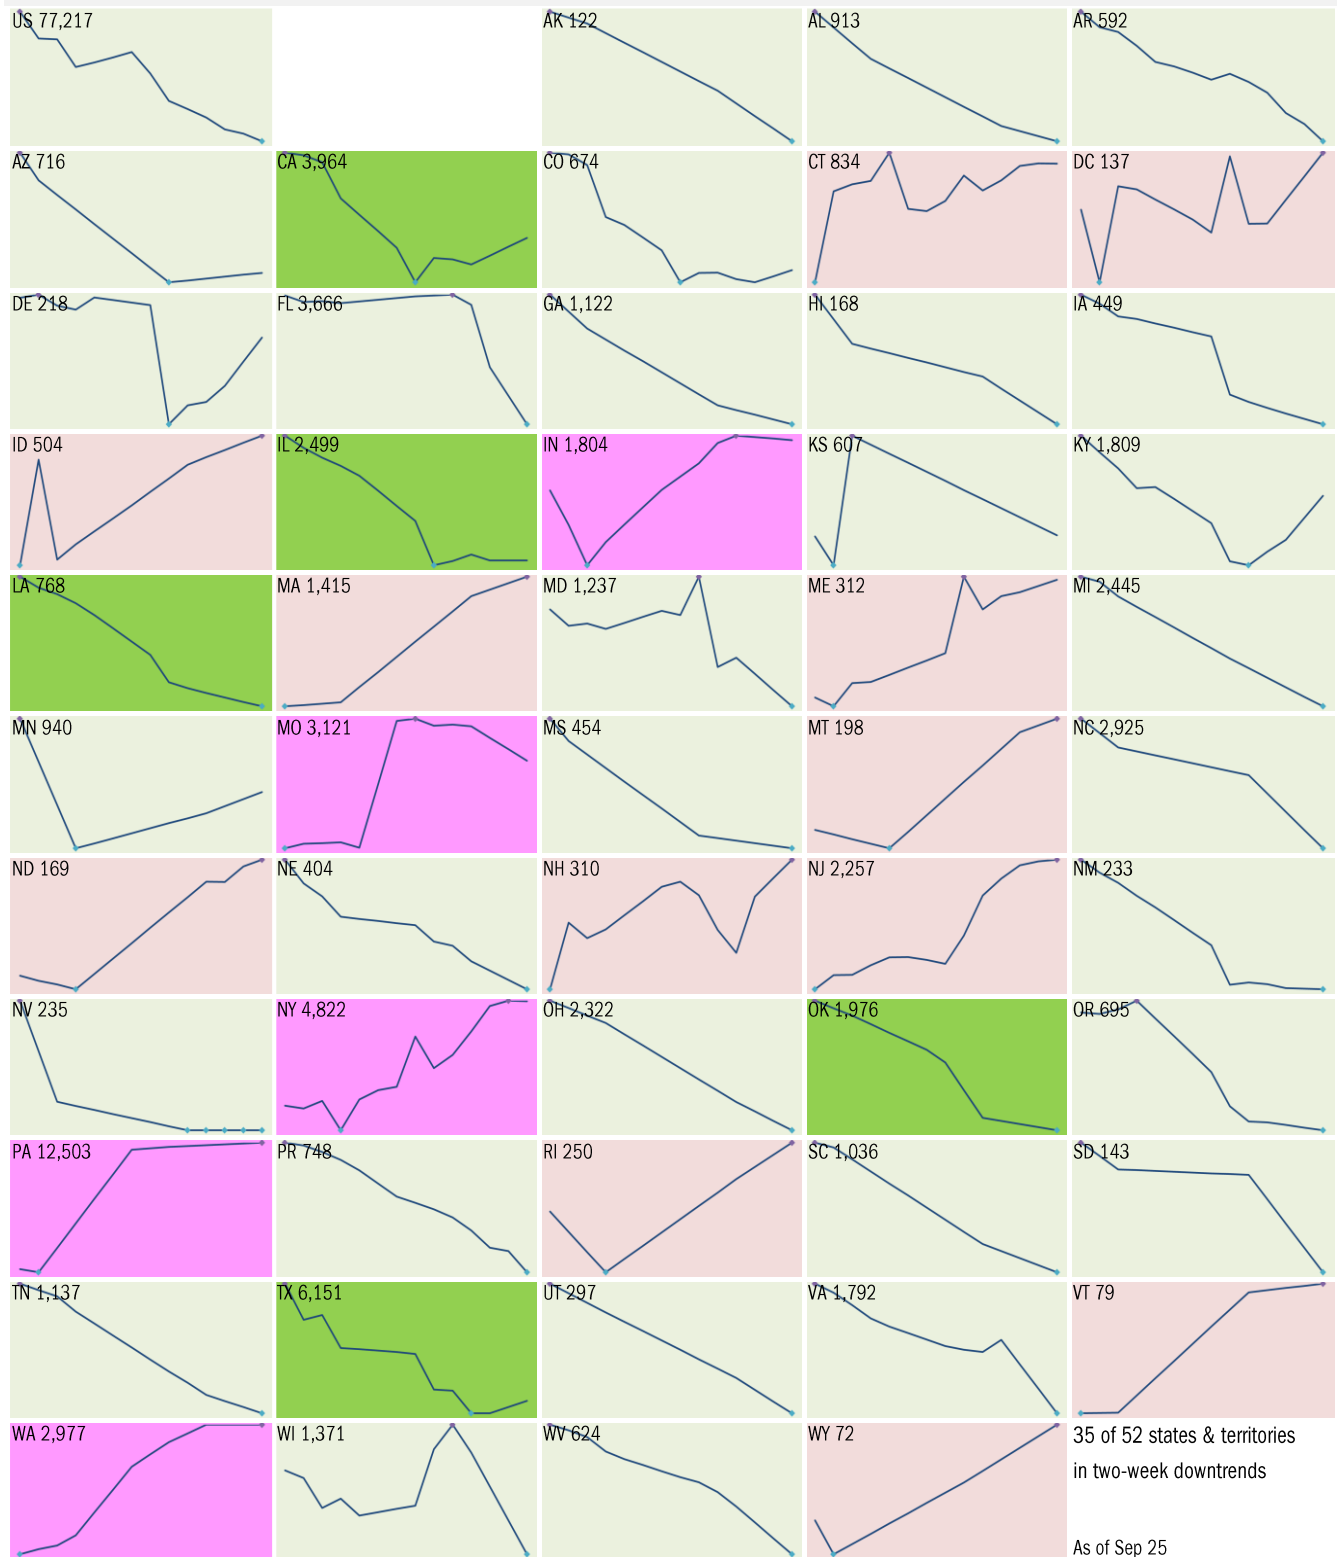 US 77,217
AK 122
AL 913
AR 592
AZ 716
CA 3,964
CO 674
CT 834
DC 137
DE 218
FL 3,666
GA 1,122
HI 168
IA 449
ID 504
IL 2,499
IN 1,804
KS 607
KY 1,809
LA 768
MA 1,415
MD 1,237
ME 312
MI 2,445
MN 940
MO 3,121
MS 454
MT 198
NC 2,925
ND 169
NE 404
NH 310
NJ 2,257
NM 233
NV 235
NY 4,822
OH 2,322
OK 1,976
OR 695
PA 12,503
PR 748
RI 250
SC 1,036
SD 143
TN 1,137
TX 6,151
UT 297
VA 1,792
VT 79
WA 2,977
WI 1,371
WV 624
WY 72
35 of 52 states & territories
in two-week downtrends
As of Sep 25